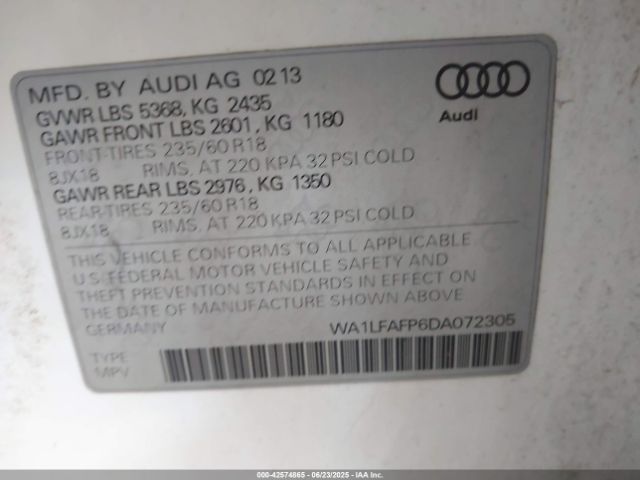 MFD. BY AUDI AG 02 13
GVWR LBS 5368, KG 2435
GAWR FRONT LBS 2601, KG 1180
FRONT-TIRES 235/60 R18
8JX18 RIMS, AT 220 KPA 32 PSI COLD
GAWR REAR LBS 2976, KG 1350
REAR-TIRES 235/60 R18
8JX18 RIMS, AT 220 KPA 32 PSI COLD
Audi
THIS VEHICLE CONFORMS TO ALL APPLICABLE
U.S. FEDERAL MOTOR VEHICLE SAFETY AND
THEFT PREVENTION STANDARDS IN EFFECT ON
THE DATE OF MANUFACTURE SHOWN ABOVE
GERMANY WA1LFAFP6DA072305
TYPE
MPV
000-42574865 - 06/23/2025 - IAA Inc.